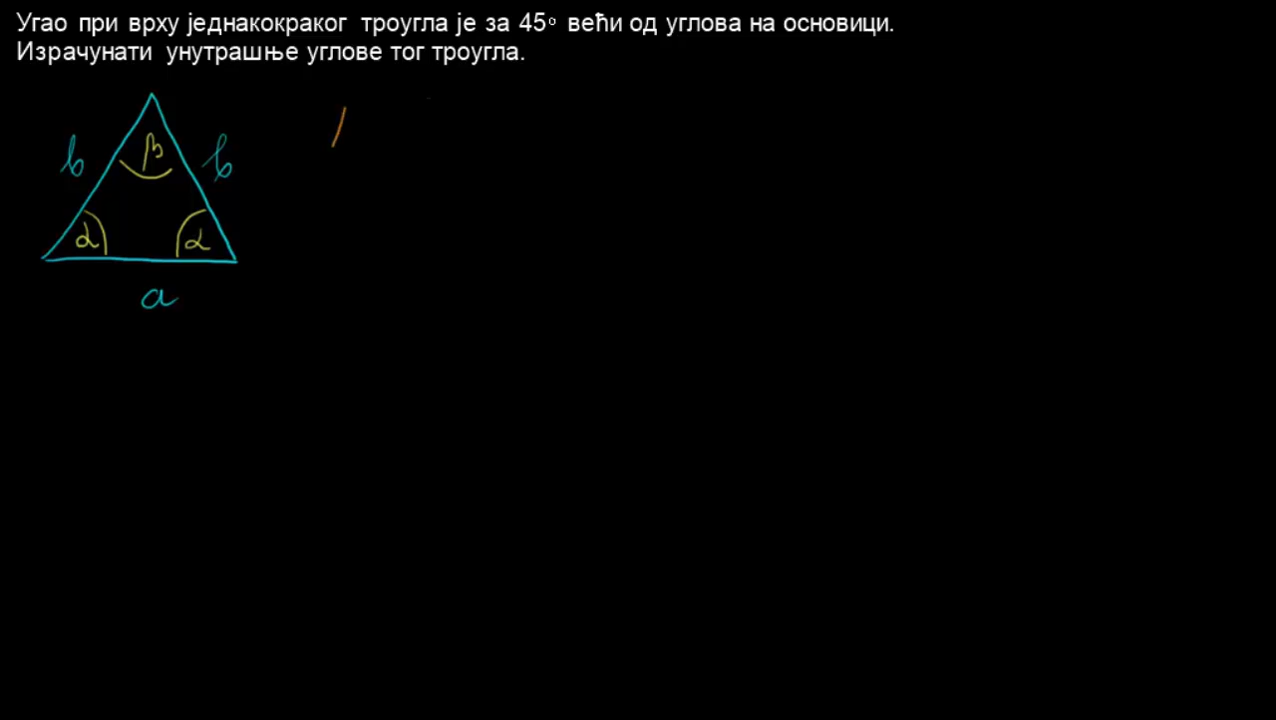 Угао при врху једнакокраког троугла је за 45° већи од углова на основици.
Израчунати унутрашње углове тог троугла.
b β b
α α
a